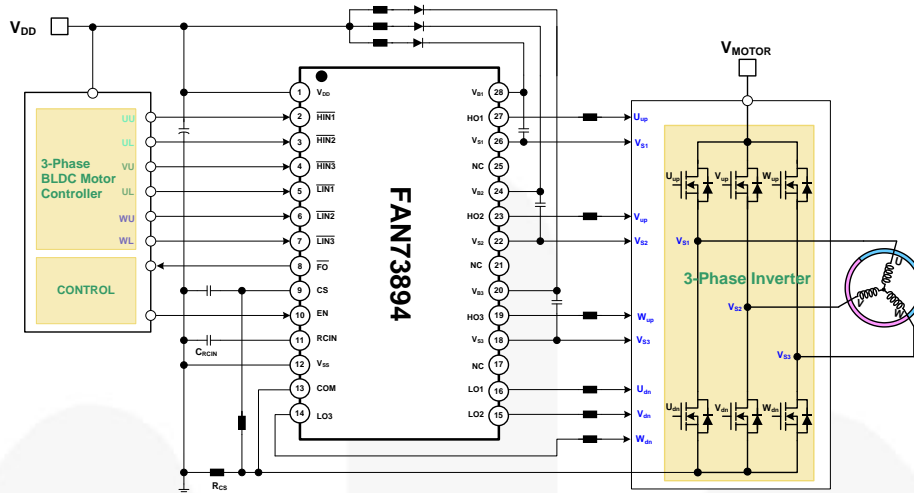 VDD
VMOTOR
3-Phase
BLDC Motor
Controller
UU
UL
VU
UL
WU
WL
CONTROL
1 VDD
2 HIN1
3 HIN2
4 HIN3
5 LIN1
6 LIN2
7 LIN3
8 FO
9 CS
10 EN
11 RCIN
12 VSS
13 COM
14 LO3
CRCIN
RCS
FAN73894
VB1 28
HO1 27
VS1 26
NC 25
VB2 24
HO2 23
VS2 22
NC 21
VB3 20
HO3 19
VS3 18
NC 17
LO1 16
LO2 15
Uup
VS1
Vup
VS2
Wup
VS3
Udn
Vdn
Wdn
Uup
Vup
Wup
VS1
3-Phase Inverter
VS2
VS3
Udn
Vdn
Wdn
U
V
W